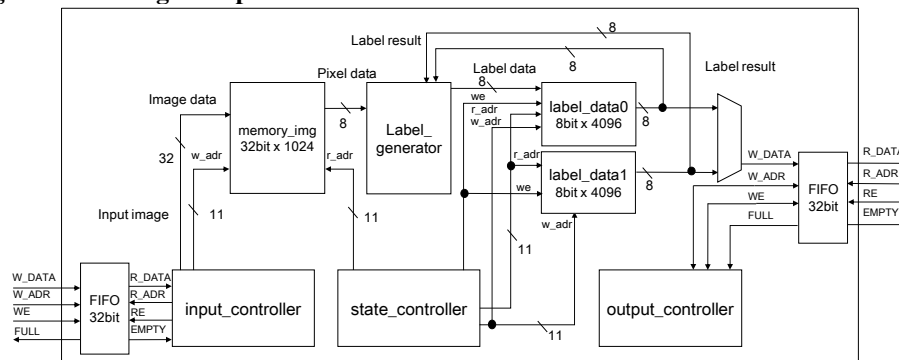 8
Label result
8
Label result
Pixel data
8
Label data
8
Image data
we
r_adr
w_adr
label_data0
8bit x 4096
8
memory_img
32bit x 1024
8
Label_
generator
32
w_adr
r_adr
r_adr
label_data1
8bit x 4096
8
we
w_adr
W_DATA
W_ADR
WE
FULL
FIFO
32bit
R_DATA
R_ADR
RE
EMPTY
Input image
11
11
11
W_DATA
W_ADR
WE
FULL
FIFO
32bit
R_DATA
R_ADR
RE
EMPTY
input_controller
state_controller
11
output_controller